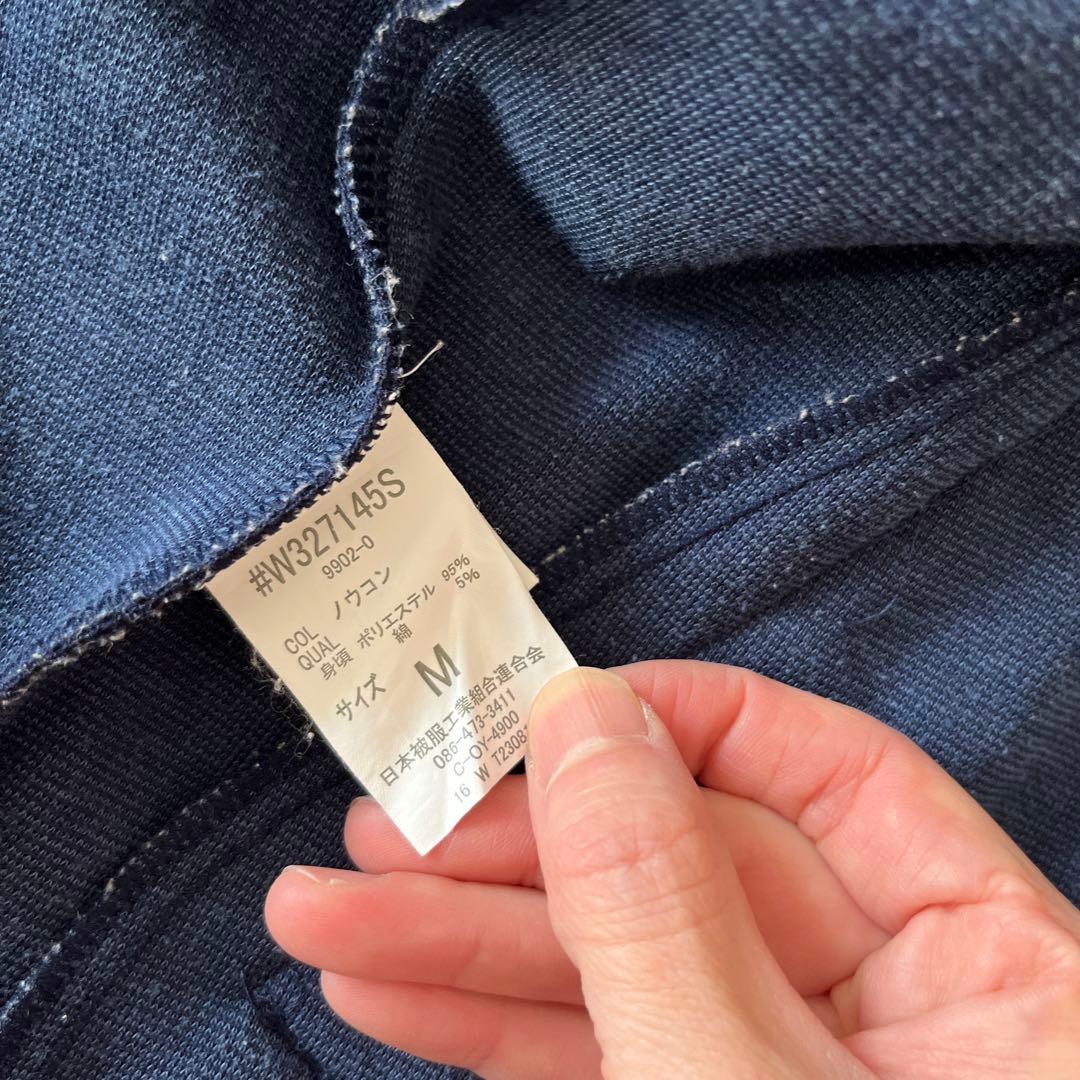 #W327145S
9902-0
COL ノウコン
QUAL
身頃 ポリエステル 95%
綿 5%
サイズ M
日本被服工業組合連合会
086-473-3411
C-OY-4900
16 W T2308